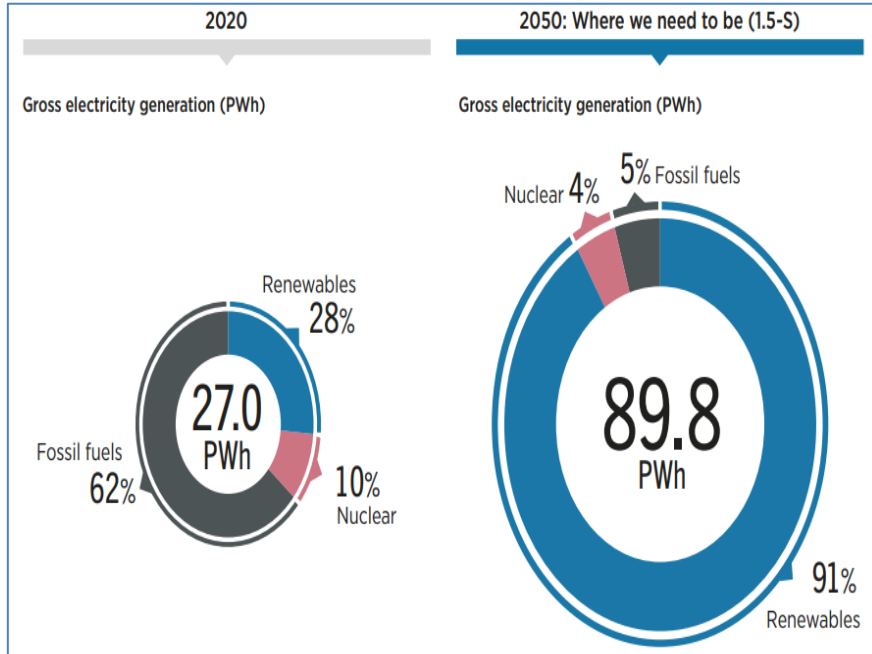 2020
Gross electricity generation (PWh)
Renewables
28%
27.0
PWh
Fossil fuels
62%
10%
Nuclear
2050: Where we need to be (1.5-S)
Gross electricity generation (PWh)
Nuclear 4%
5% Fossil fuels
89.8
PWh
91%
Renewables